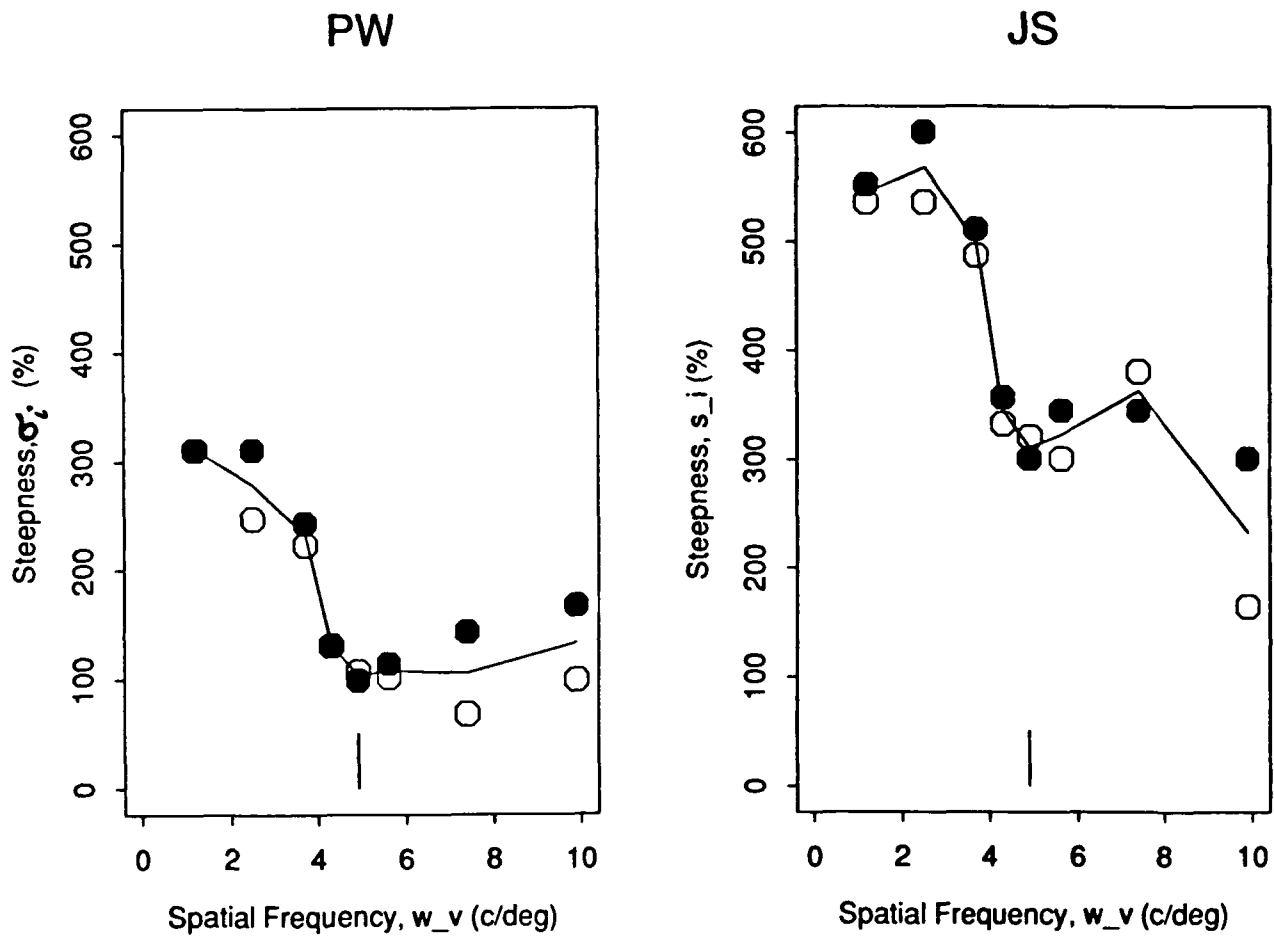 PW
JS
Steepness, σ_i (%)
600
500
400
300
200
100
0
0 2 4 6 8 10
Spatial Frequency, w_v (c/deg)
Steepness, s_i (%)
600
500
400
300
200
100
0
0 2 4 6 8 10
Spatial Frequency, w_v (c/deg)